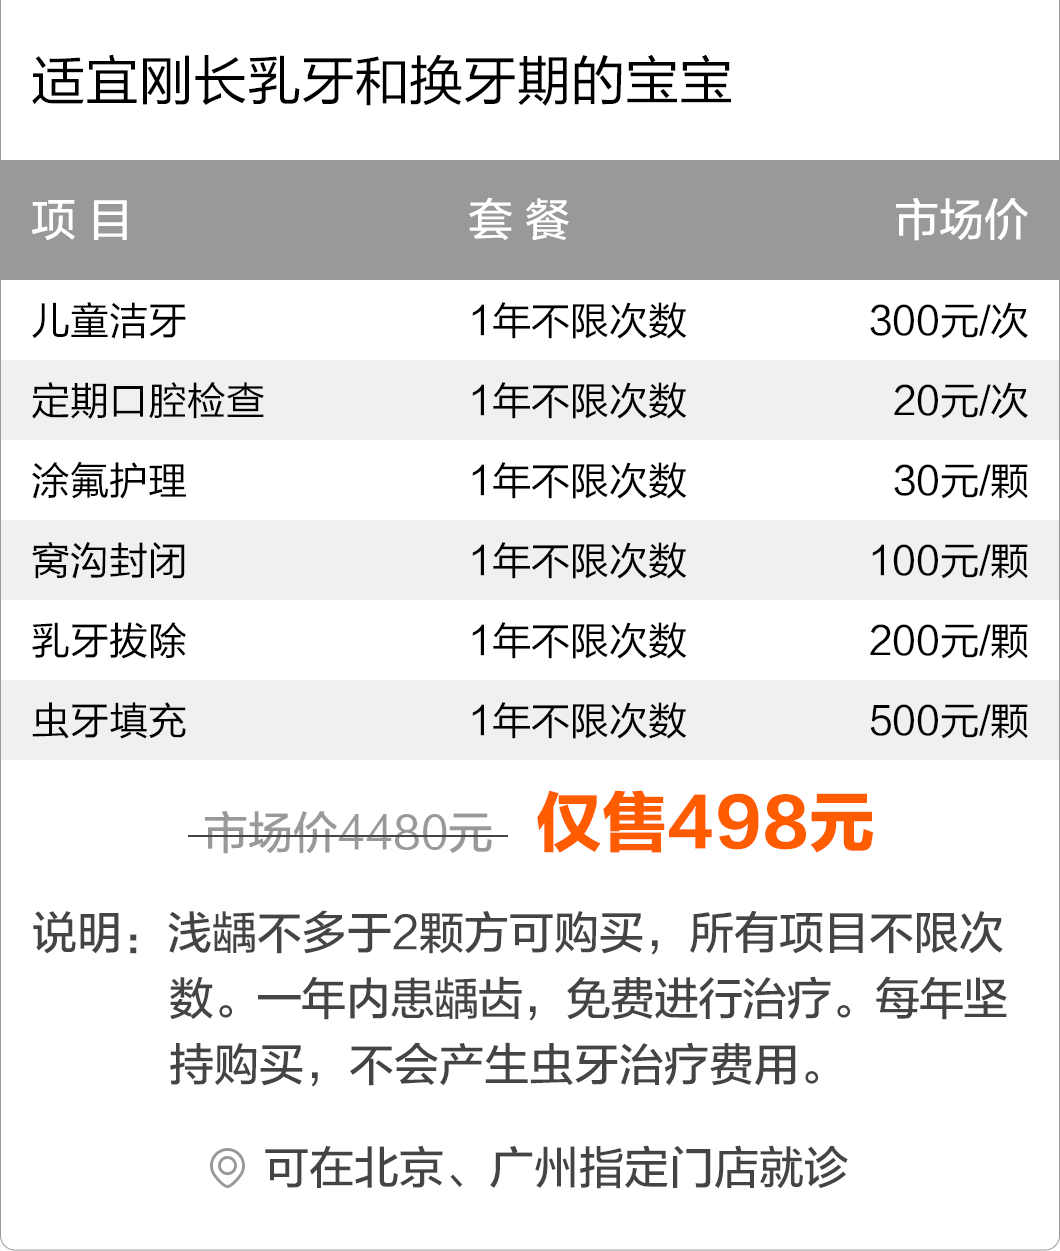 适宜刚长乳牙和换牙期的宝宝
项目 套餐 市场价
儿童洁牙 1年不限次数 300元/次
定期口腔检查 1年不限次数 20元/次
涂氟护理 1年不限次数 30元/颗
窝沟封闭 1年不限次数 100元/颗
乳牙拔除 1年不限次数 200元/颗
虫牙填充 1年不限次数 500元/颗
市场价4480元 仅售498元
说明：浅龋不多于2颗方可购买，所有项目不限次
数。一年内患龋齿，免费进行治疗。每年坚
持购买，不会产生虫牙治疗费用。
可在北京、广州指定门店就诊